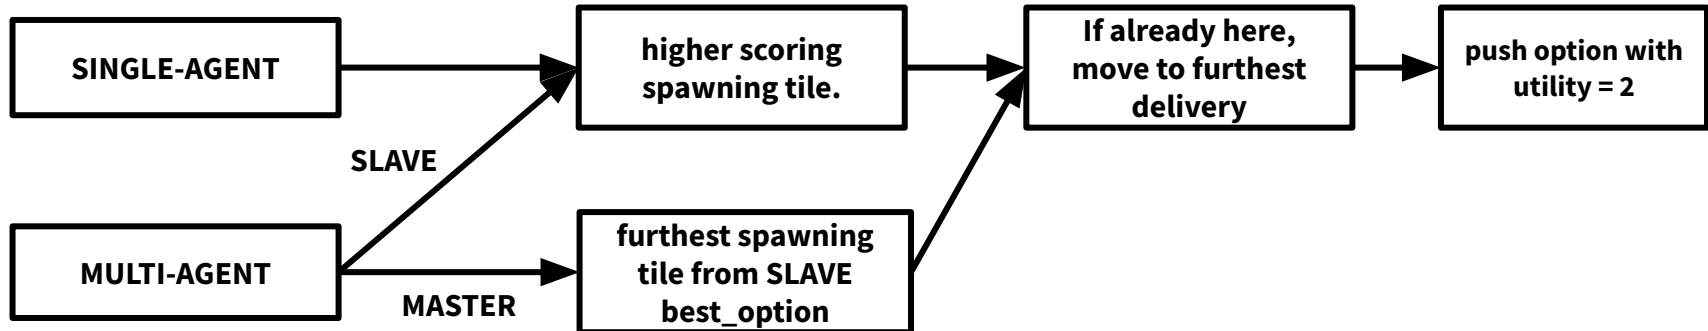 SINGLE-AGENT
higher scoring
spawning tile.
If already here,
move to furthest
delivery
push option with
utility = 2
SLAVE
MULTI-AGENT
MASTER
furthest spawning
tile from SLAVE
best_option